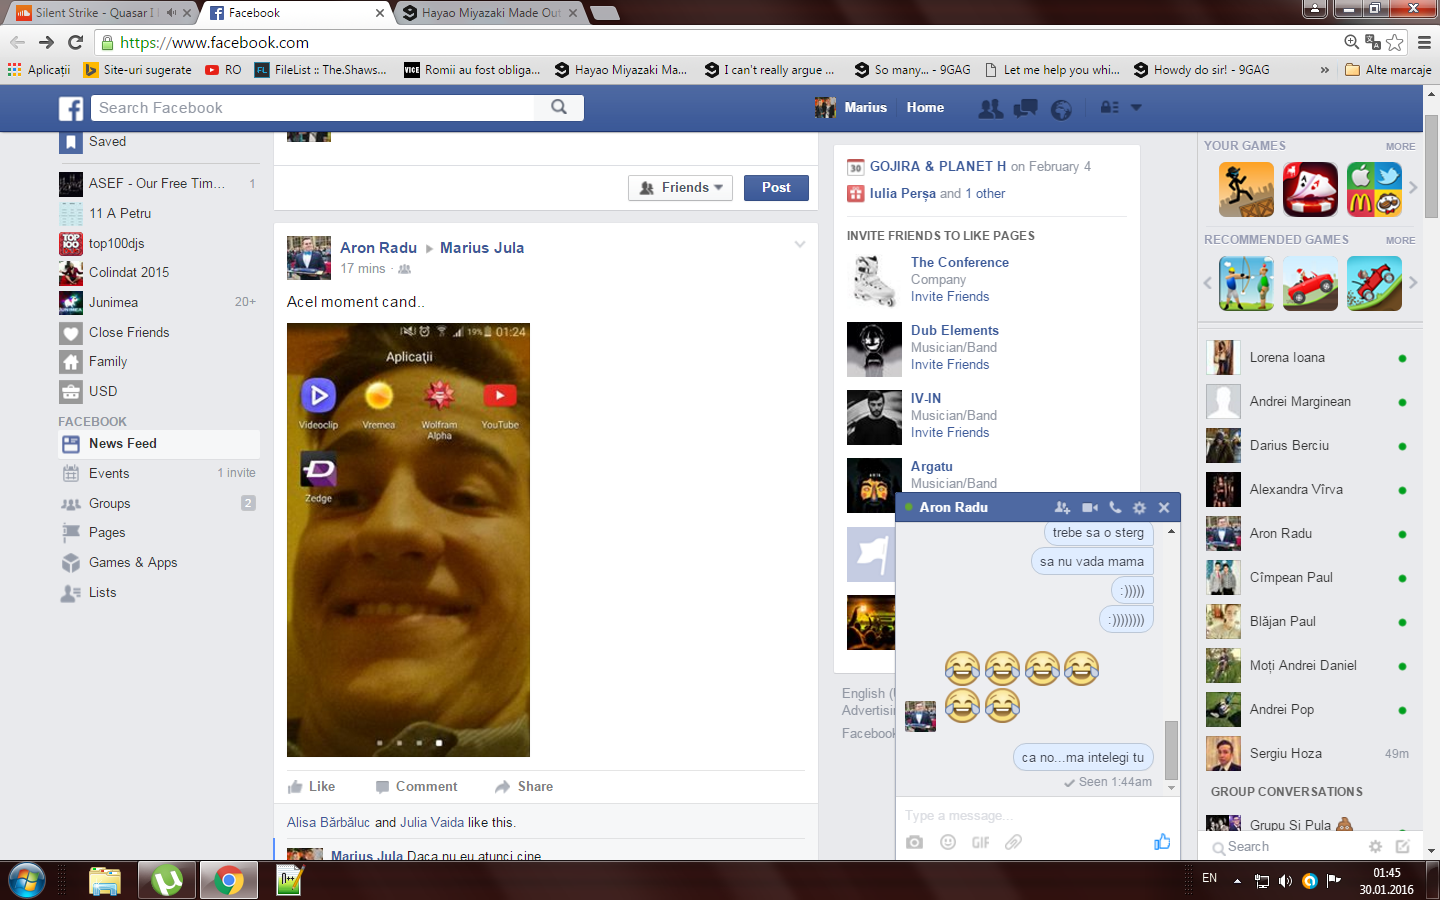 Silent Strike - Quasar I
Facebook
Hayao Miyazaki Made Out
https://www.facebook.com
Aplicații
Site-uri sugerate
RO
FileList :: The.Shaws...
Romii au fost obliga...
Hayao Miyazaki Ma...
I can't really argue ...
So many... - 9GAG
Let me help you whi...
Howdy do sir! - 9GAG
»
Alte marcaje
Search Facebook
Marius
Home
Saved
ASEF - Our Free Tim... 1
11 A Petru
top100djs
Colindat 2015
Junimea 20+
Close Friends
Family
USD
FACEBOOK
News Feed
Events 1 invite
Groups 2
Pages
Games & Apps
Lists
Friends
Post
Aron Radu ▸ Marius Jula
17 mins ·
Acel moment cand..
19% 01:24
Aplicaţii
Videoclip
Vremea
Wolfram
Alpha
YouTube
Zedge
Like
Comment
Share
Alisa Bărbăluc and Julia Vaida like this.
Marius Jula Daca nu eu atunci cine
30
GOJIRA & PLANET H on February 4
Iulia Perșa and 1 other
INVITE FRIENDS TO LIKE PAGES
The Conference
Company
Invite Friends
Dub Elements
Musician/Band
Invite Friends
IV-IN
Musician/Band
Invite Friends
Argatu
Musician/Band
English (
Advertisin
Facebook
Aron Radu
trebe sa o sterg
sa nu vada mama
:)))))
:))))))))
😂😂😂😂
😂😂
ca no...ma intelegi tu
Seen 1:44am
Type a message...
GIF
YOUR GAMES MORE
RECOMMENDED GAMES MORE
Lorena Ioana
Andrei Marginean
Darius Berciu
Alexandra Vîrva
Aron Radu
Cîmpean Paul
Blăjan Paul
Moți Andrei Daniel
Andrei Pop
Sergiu Hoza 49m
GROUP CONVERSATIONS
Grupu Si Pula 💩
Search
EN
01:45
30.01.2016